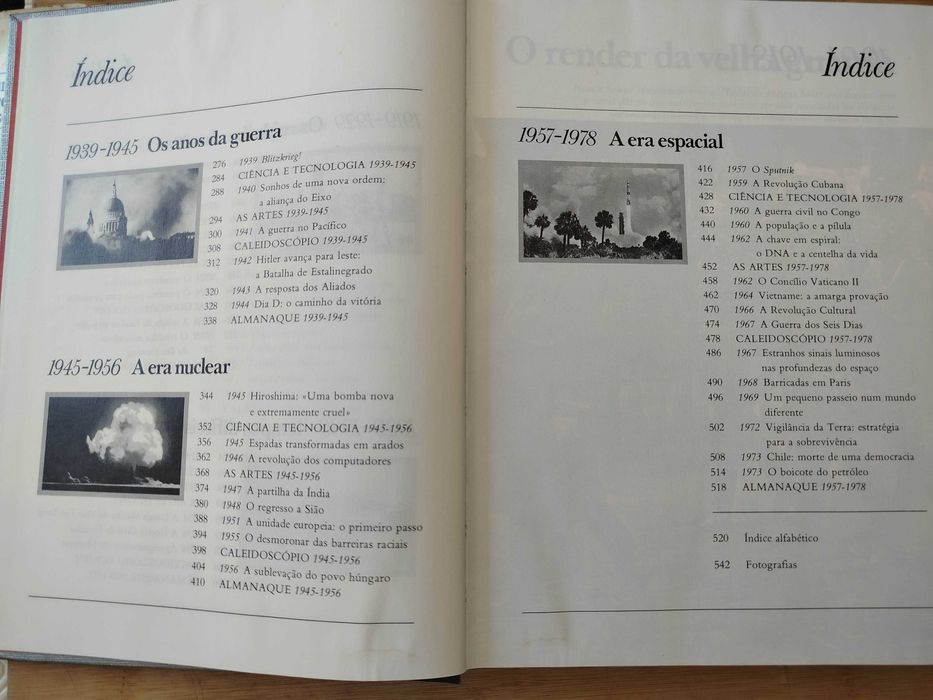 Índice
1939-1945 Os anos da guerra
276 1939 Blitzkrieg!
284 CIÊNCIA E TECNOLOGIA 1939-1945
288 1940 Sonhos de uma nova ordem:
a aliança do Eixo
294 AS ARTES 1939-1945
300 1941 A guerra no Pacífico
308 CALEIDOSCÓPIO 1939-1945
312 1942 Hitler avança para leste:
a Batalha de Estalinegrado
320 1943 A resposta dos Aliados
328 1944 Dia D: o caminho da vitória
338 ALMANAQUE 1939-1945
1945-1956 A era nuclear
344 1945 Hiroshima: «Uma bomba nova
e extremamente cruel»
352 CIÊNCIA E TECNOLOGIA 1945-1956
356 1945 Espadas transformadas em arados
362 1946 A revolução dos computadores
368 AS ARTES 1945-1956
374 1947 A partilha da Índia
380 1948 O regresso a Sião
388 1951 A unidade europeia: o primeiro passo
394 1955 O desmoronar das barreiras raciais
398 CALEIDOSCÓPIO 1945-1956
404 1956 A sublevação do povo húngaro
410 ALMANAQUE 1945-1956
Índice
1957-1978 A era espacial
416 1957 O Sputnik
422 1959 A Revolução Cubana
428 CIÊNCIA E TECNOLOGIA 1957-1978
432 1960 A guerra civil no Congo
440 1960 A população e a pílula
444 1962 A chave em espiral:
o DNA e a centelha da vida
452 AS ARTES 1957-1978
458 1962 O Concílio Vaticano II
462 1964 Vietname: a amarga provação
470 1966 A Revolução Cultural
474 1967 A Guerra dos Seis Dias
478 CALEIDOSCÓPIO 1957-1978
486 1967 Estranhos sinais luminosos
nas profundezas do espaço
490 1968 Barricadas em Paris
496 1969 Um pequeno passeio num mundo
diferente
502 1972 Vigilância da Terra: estratégia
para a sobrevivência
508 1973 Chile: morte de uma democracia
514 1973 O boicote do petróleo
518 ALMANAQUE 1957-1978
520 Índice alfabético
542 Fotografias